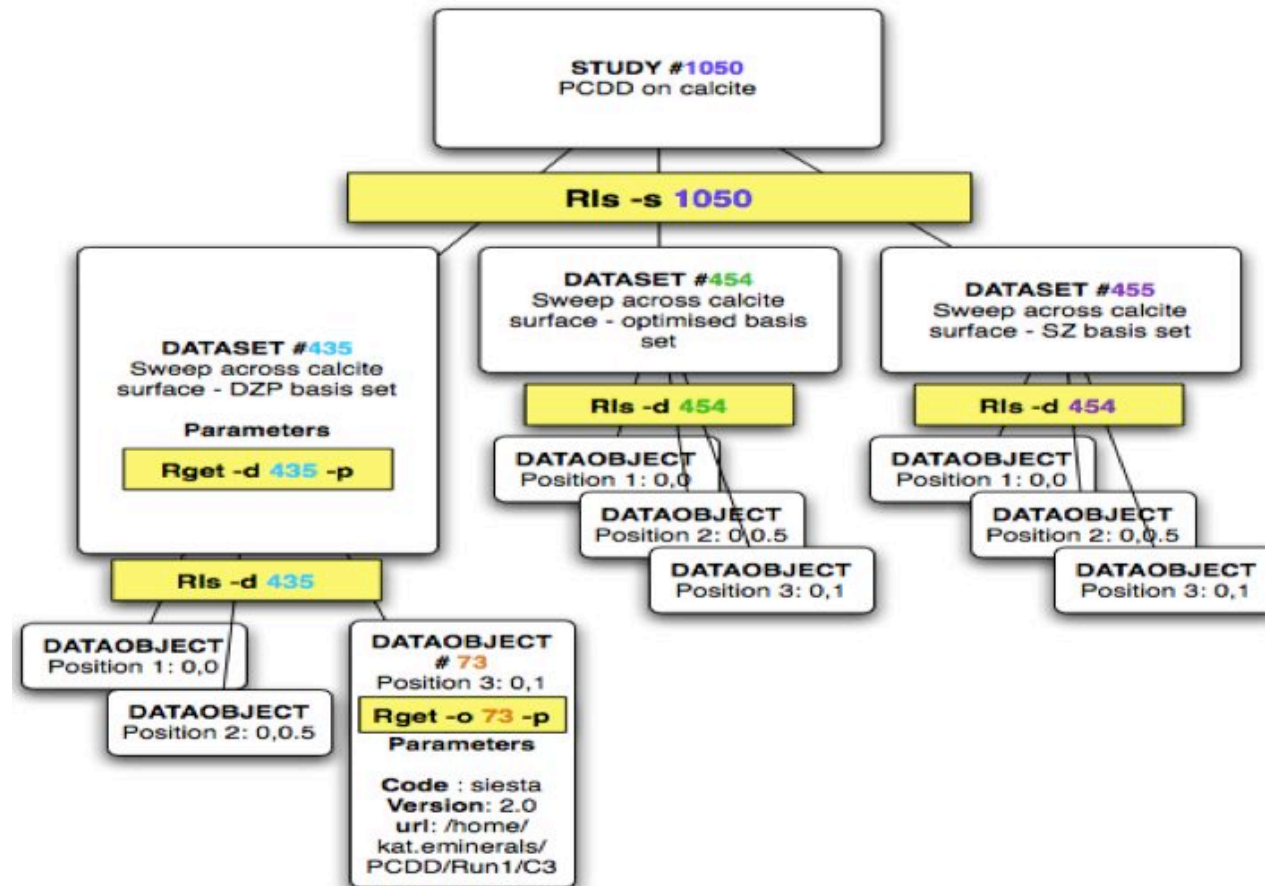 STUDY #1050
PCDD on calcite
Rls -s 1050
DATASET #435
Sweep across calcite
surface - DZP basis set
Parameters
Rget -d 435 -p
Rls -d 435
DATAOBJECT
Position 1: 0,0
DATAOBJECT
Position 2: 0,0.5
DATAOBJECT
# 73
Position 3: 0,1
Rget -o 73 -p
Parameters
Code : siesta
Version: 2.0
url: /home/
kat.eminerals/
PCDD/Run1/C3
DATASET #454
Sweep across calcite
surface - optimised basis
set
Rls -d 454
DATAOBJECT
Position 1: 0,0
DATAOBJECT
Position 2: 0,0.5
DATAOBJECT
Position 3: 0,1
DATASET #455
Sweep across calcite
surface - SZ basis set
Rls -d 454
DATAOBJECT
Position 1: 0,0
DATAOBJECT
Position 2: 0,0.5
DATAOBJECT
Position 3: 0,1